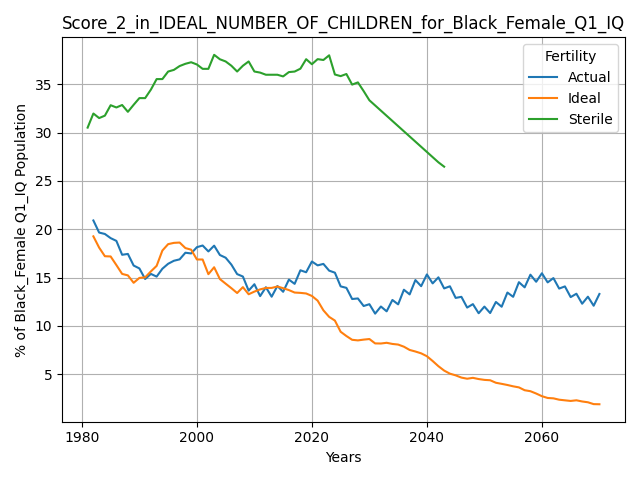 Score_2_in_IDEAL_NUMBER_OF_CHILDREN_for_Black_Female_Q1_IQ
Fertility
Actual
Ideal
Sterile
% of Black_Female Q1_IQ Population
35
30
25
20
15
10
5
1980
2000
2020
2040
2060
Years